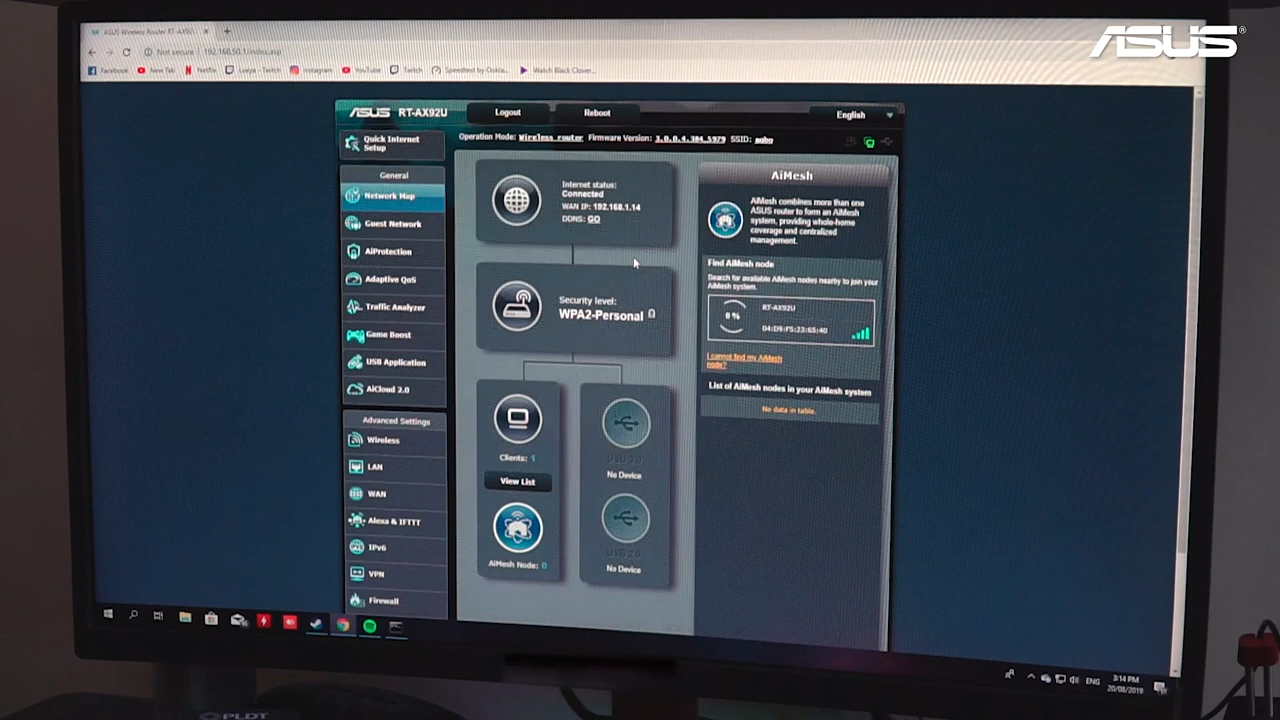 ASUS
ASUS Wireless Router RT-AX92U
Not secure | 192.168.50.1/index.asp
Facebook New Tab Netflix Instagram YouTube Twitch Speedtest by Ookla... Watch Black Clover...
ASUS RT-AX92U Logout Reboot English
Quick Internet Setup
Operation Mode: Wireless router Firmware Version: 3.0.0.4.384_5979 SSID:
General
Network Map
Guest Network
AiProtection
Adaptive QoS
Traffic Analyzer
Game Boost
USB Application
AiCloud 2.0
Advanced Settings
Wireless
LAN
WAN
Alexa & IFTTT
IPv6
VPN
Firewall
Internet status:
Connected
WAN IP: 192.168.1.14
DDNS: GO
Security level:
WPA2-Personal
Clients: 1
View List
AiMesh Node: 0
USB 3.0
No Device
USB 2.0
No Device
AiMesh
AiMesh combines more than one
ASUS router to form an AiMesh
system, providing whole-home
coverage and centralized
management.
Find AiMesh node
Search for available AiMesh nodes nearby to join your
AiMesh system.
0 %
RT-AX92U
04:D9:F5:23:65:40
I cannot find my AiMesh
node?
List of AiMesh nodes in your AiMesh system
No data in table.
ENG
3:14 PM
20/08/2019
PLDT